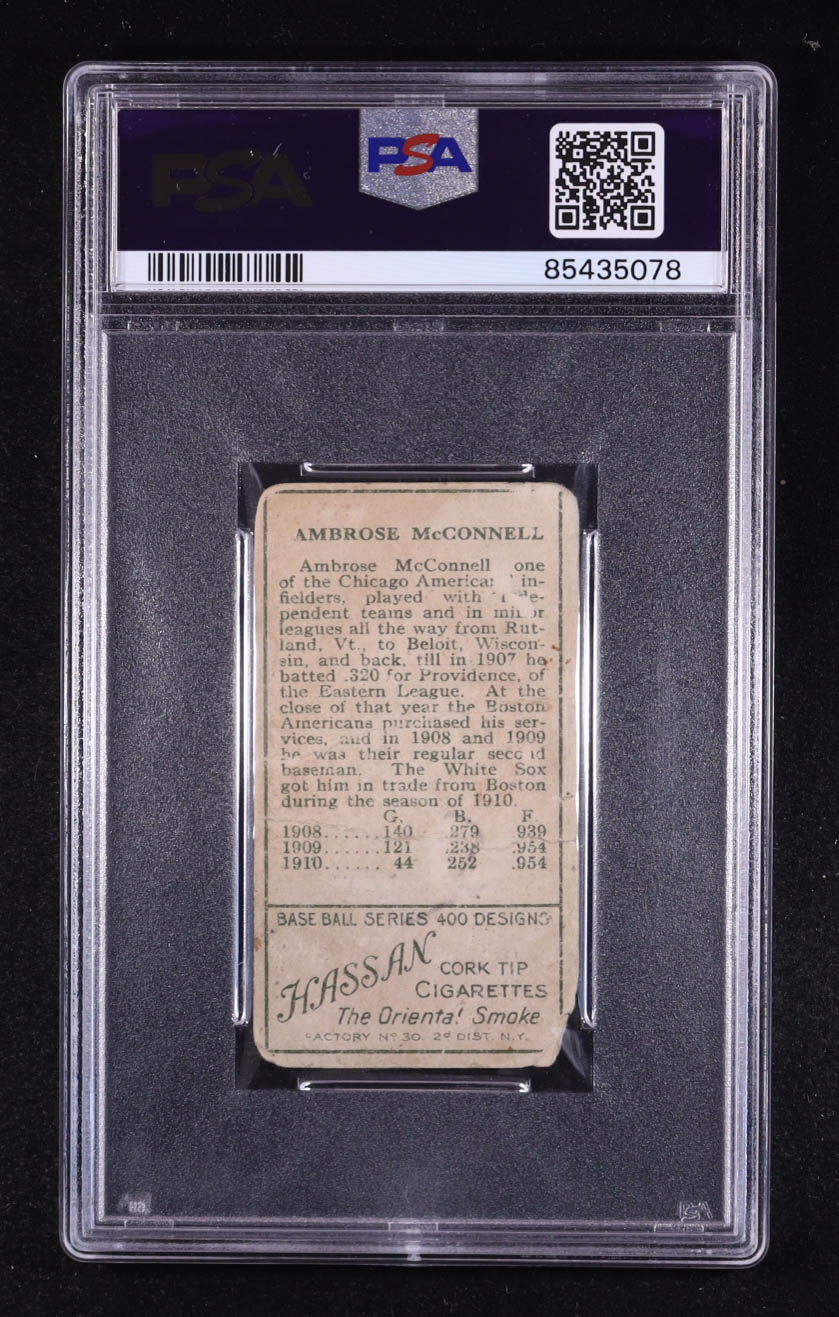 PSA
PSA
85435078
AMBROSE McCONNELL
Ambrose McConnell one
of the Chicago American in-
fielders, played with
pendent teams and in minor
leagues all the way from Rut-
land, Vt., to Beloit, Wiscon-
sin, and back, till in 1907 he
batted .320 for Providence, of
the Eastern League. At the
close of that year the Boston
Americans purchased his ser-
vices, and in 1908 and 1909
he was their regular second
baseman. The White Sox
got him in trade from Boston
during the season of 1910.
G. B. F.
1908......140 .279 .939
1909......121 .238 .954
1910...... 44 .252 .954
BASE BALL SERIES 400 DESIGNS
HASSAN
CORK TIP
CIGARETTES
The Oriental Smoke
FACTORY Nº 30. 2ᵈ DIST. N.Y.
PSA